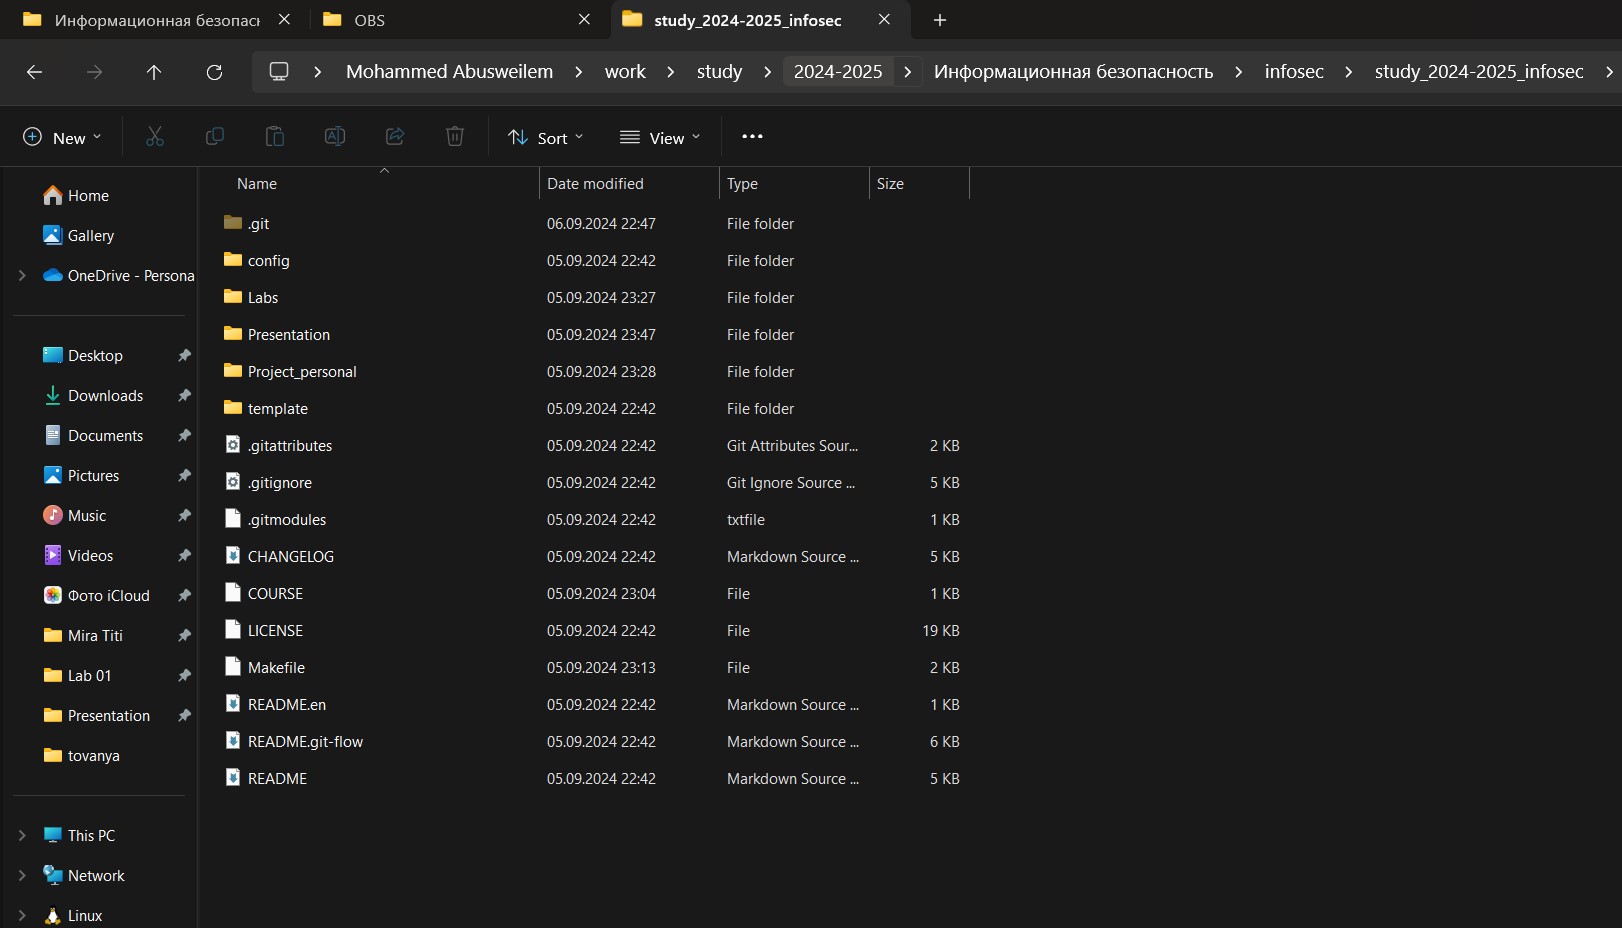 Информационная безопас
OBS
study_2024-2025_infosec
Mohammed Abusweilem
work
study
2024-2025
Информационная безопасность
infosec
study_2024-2025_infosec
New
Sort
View
Name Date modified Type Size
.git 06.09.2024 22:47 File folder
config 05.09.2024 22:42 File folder
Labs 05.09.2024 23:27 File folder
Presentation 05.09.2024 23:47 File folder
Project_personal 05.09.2024 23:28 File folder
template 05.09.2024 22:42 File folder
.gitattributes 05.09.2024 22:42 Git Attributes Sour... 2 KB
.gitignore 05.09.2024 22:42 Git Ignore Source ... 5 KB
.gitmodules 05.09.2024 22:42 txtfile 1 KB
CHANGELOG 05.09.2024 22:42 Markdown Source ... 5 KB
COURSE 05.09.2024 23:04 File 1 KB
LICENSE 05.09.2024 22:42 File 19 KB
Makefile 05.09.2024 23:13 File 2 KB
README.en 05.09.2024 22:42 Markdown Source ... 1 KB
README.git-flow 05.09.2024 22:42 Markdown Source ... 6 KB
README 05.09.2024 22:42 Markdown Source ... 5 KB
Home
Gallery
OneDrive - Persona
Desktop
Downloads
Documents
Pictures
Music
Videos
Фото iCloud
Mira Titi
Lab 01
Presentation
tovanya
This PC
Network
Linux